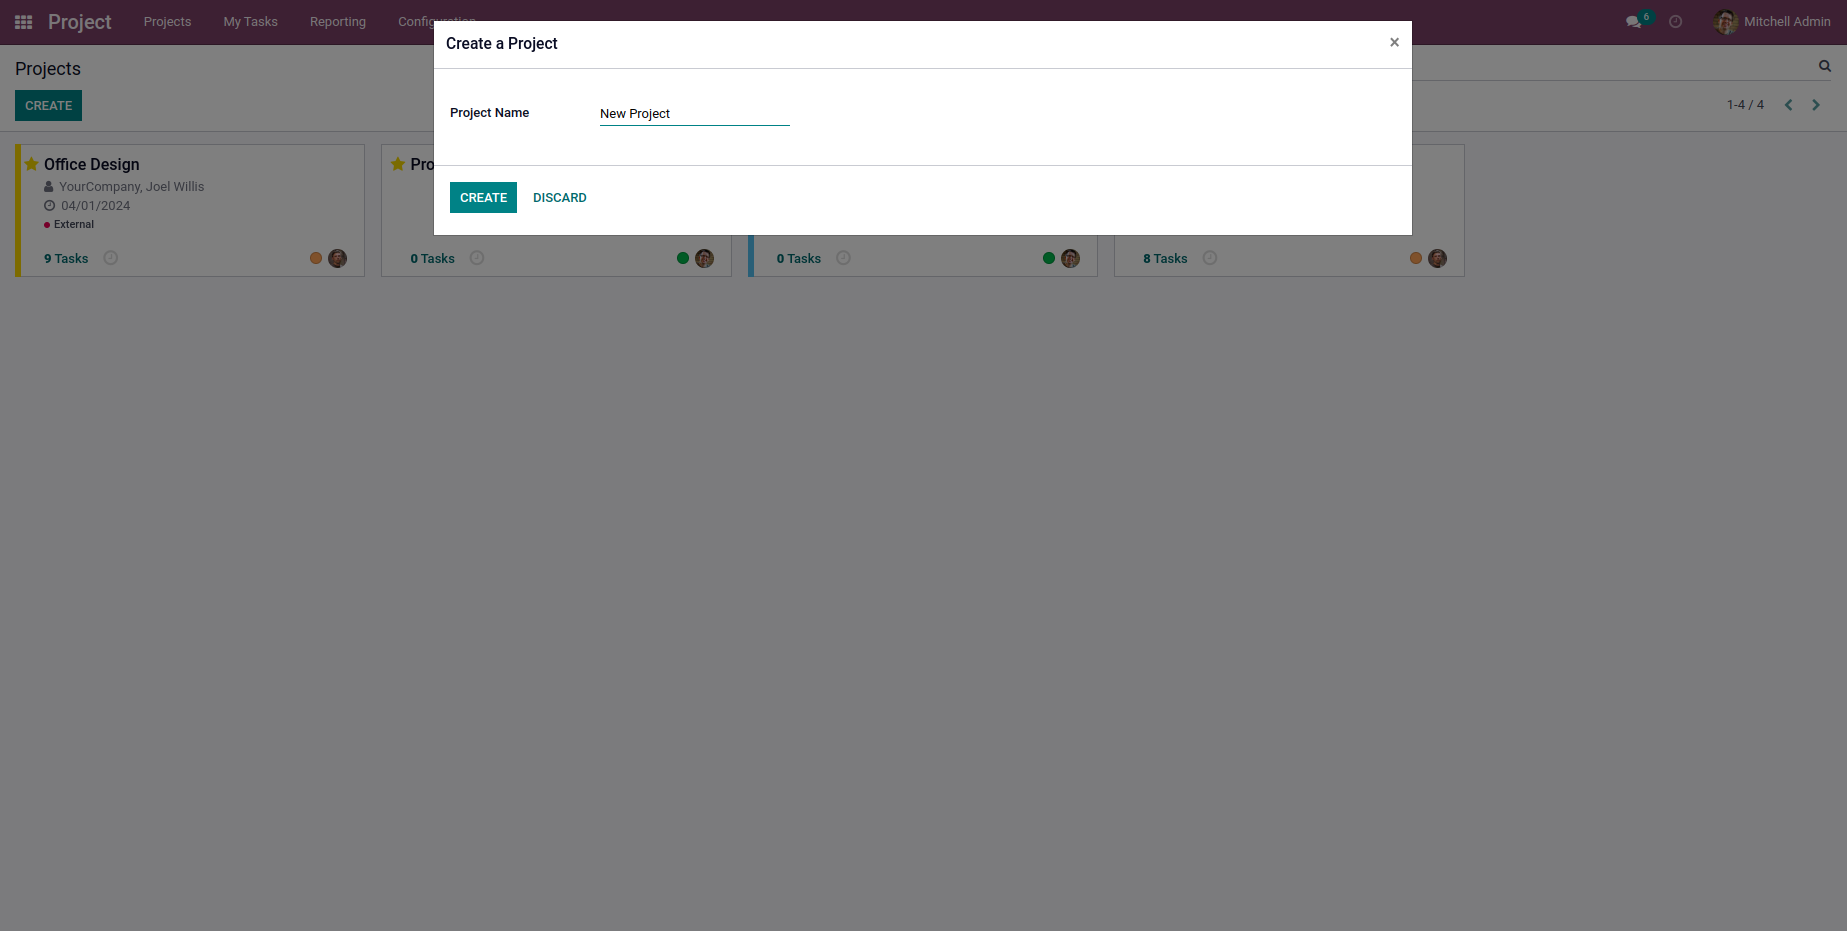 Project
Projects
My Tasks
Reporting
6
Mitchell Admin
Create a Project
×
Projects
CREATE
1-4 / 4
Project Name
New Project
CREATE
DISCARD
Office Design
YourCompany, Joel Willis
04/01/2024
External
9 Tasks
0 Tasks
0 Tasks
8 Tasks